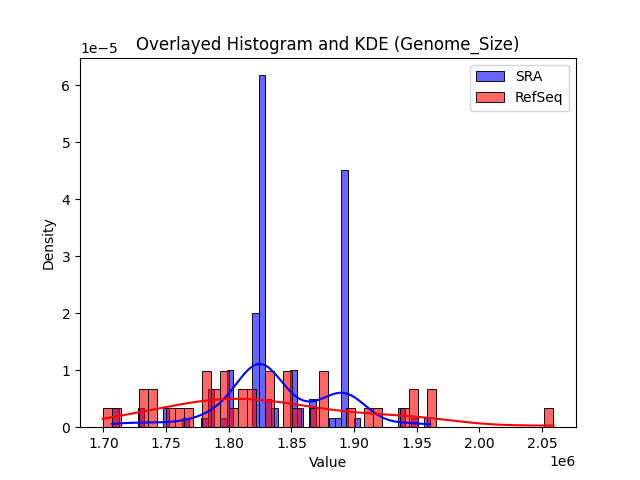 Overlayed Histogram and KDE (Genome_Size)
1e−5
SRA
RefSeq
6
5
4
3
2
1
0
Density
1.70 1.75 1.80 1.85 1.90 1.95 2.00 2.05
Value
1e6